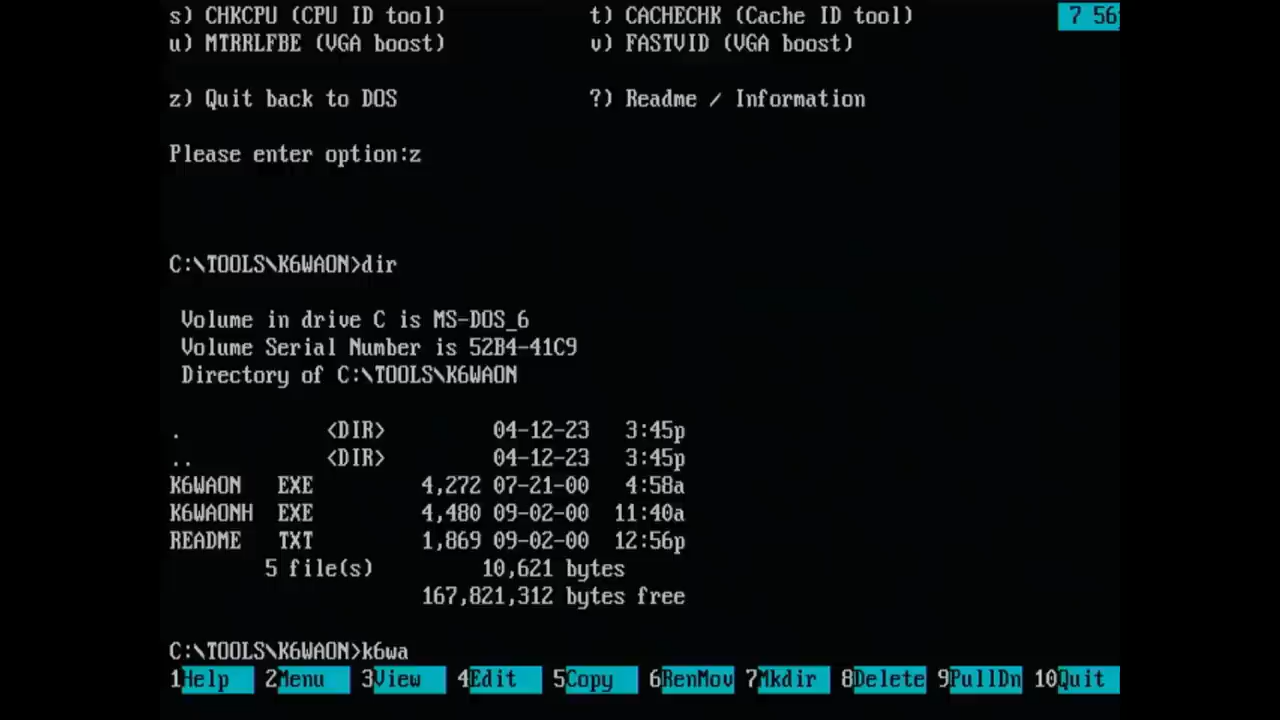 s) CHKCPU (CPU ID tool) t) CACHECHK (Cache ID tool) 7 56
u) MTRRLFBE (VGA boost) v) FASTVID (VGA boost)
z) Quit back to DOS ?) Readme / Information
Please enter option:z
C:\TOOLS\K6WAON>dir
Volume in drive C is MS-DOS_6
Volume Serial Number is 52B4-41C9
Directory of C:\TOOLS\K6WAON
. <DIR> 04-12-23 3:45p
.. <DIR> 04-12-23 3:45p
K6WAON EXE 4,272 07-21-00 4:58a
K6WAONH EXE 4,480 09-02-00 11:40a
README TXT 1,869 09-02-00 12:56p
5 file(s) 10,621 bytes
167,821,312 bytes free
C:\TOOLS\K6WAON>k6wa
1Help 2Menu 3View 4Edit 5Copy 6RenMov 7Mkdir 8Delete 9PullDn 10Quit